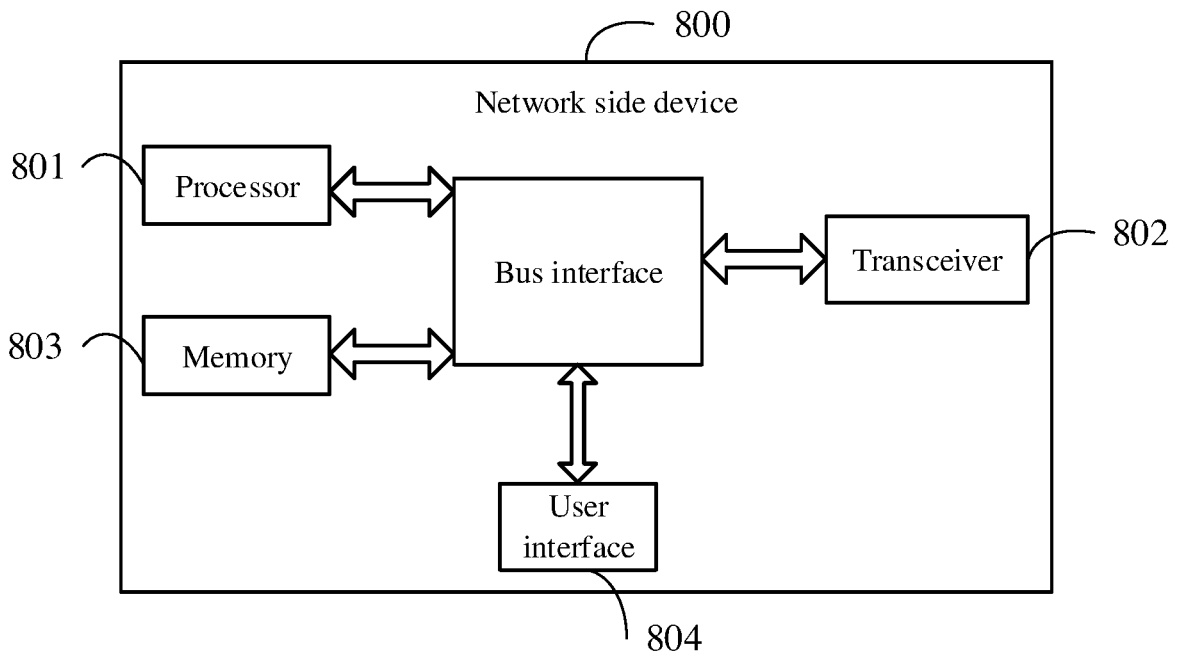 800
Network side device
801
Processor
Bus interface
Transceiver
802
803
Memory
User
interface
804